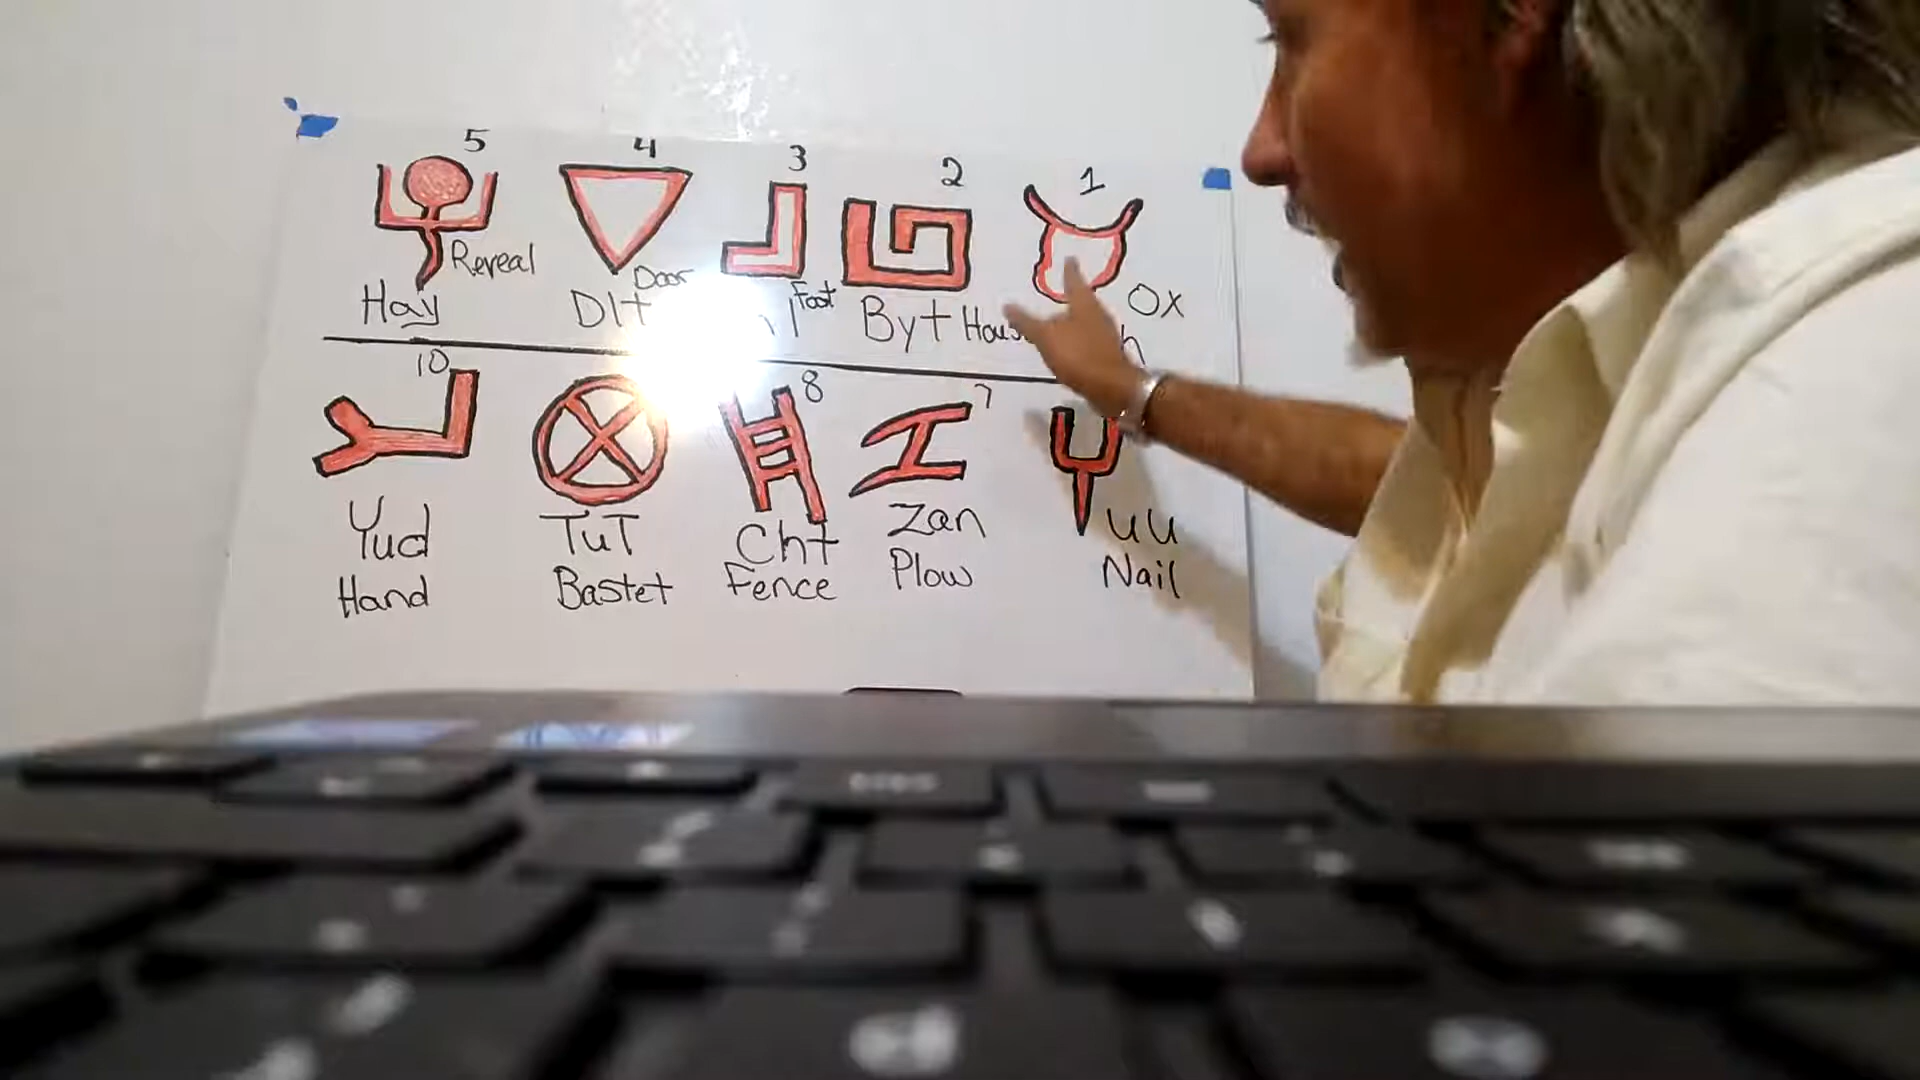 5 4 3 2 1
Reveal Door Foot Ox
Hay Dlt Byt
10 8 7
Yud TuT Cht Zan uu
Hand Bastet Fence Plow Nail